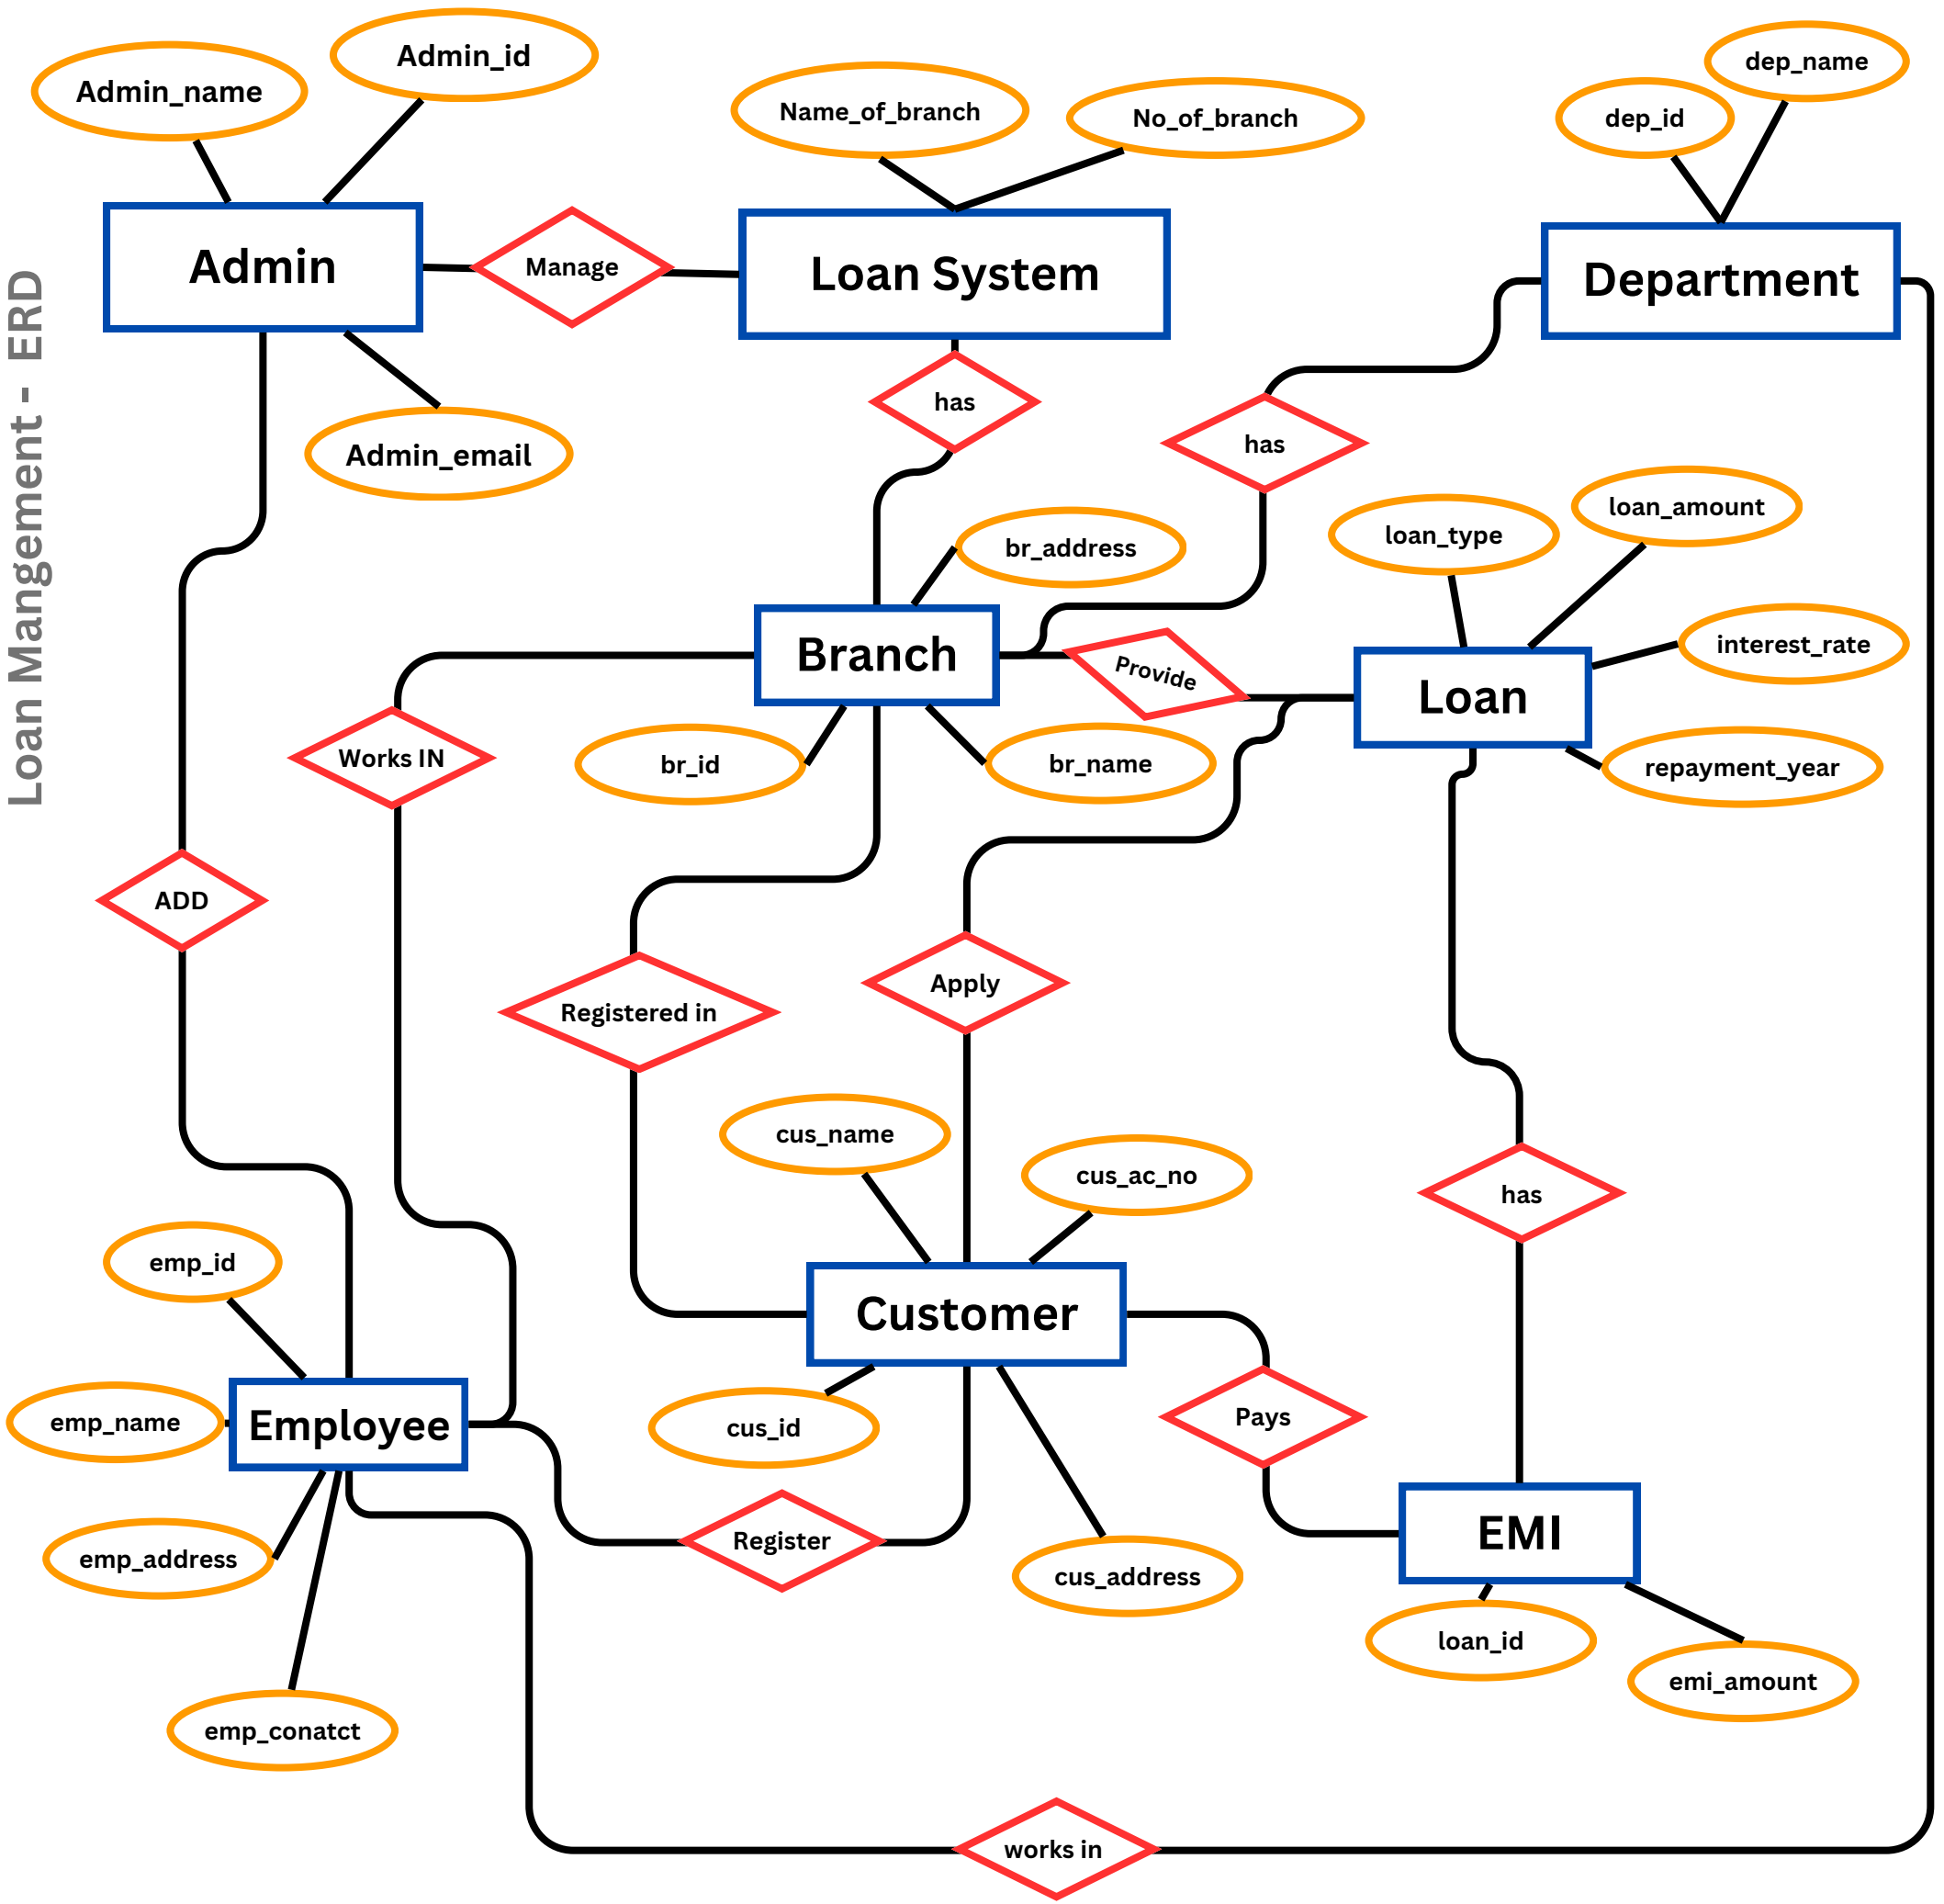 Loan Mangement - ERD
Admin_name
Admin_id
Name_of_branch
No_of_branch
dep_name
dep_id
Admin
Manage
Loan System
Department
has
has
Admin_email
br_address
loan_type
loan_amount
Branch
Provide
Loan
interest_rate
repayment_year
Works IN
br_id
br_name
ADD
Registered in
Apply
cus_name
cus_ac_no
has
emp_id
Customer
emp_name
Employee
cus_id
Pays
emp_address
Register
cus_address
EMI
loan_id
emi_amount
emp_conatct
works in